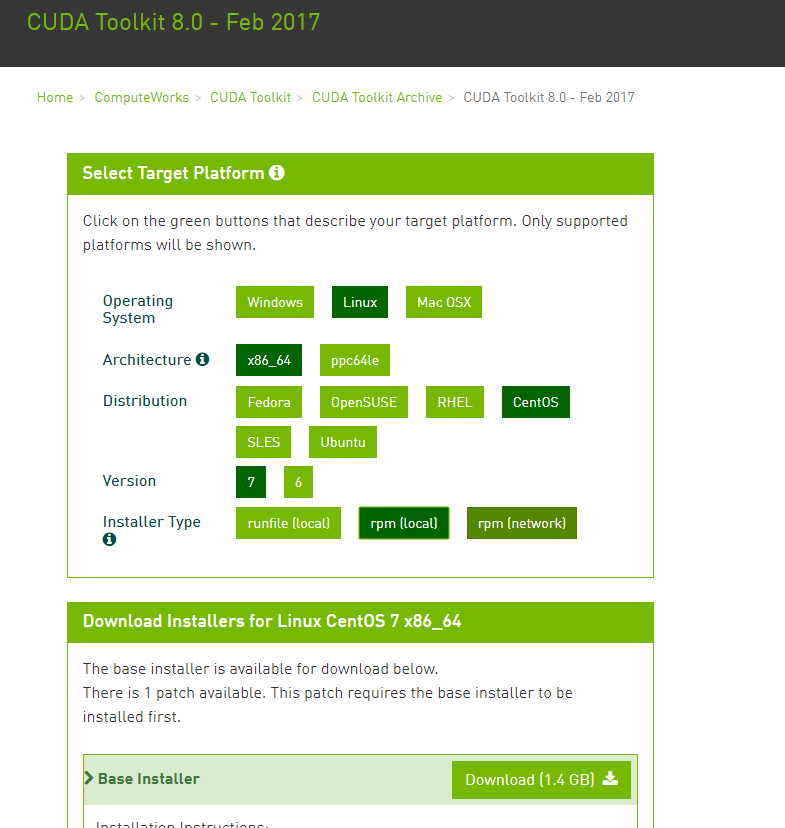 CUDA Toolkit 8.0 - Feb 2017
Home > ComputeWorks > CUDA Toolkit > CUDA Toolkit Archive > CUDA Toolkit 8.0 - Feb 2017
Select Target Platform
Click on the green buttons that describe your target platform. Only supported
platforms will be shown.
Operating
System
Windows Linux Mac OSX
Architecture x86_64 ppc64le
Distribution Fedora OpenSUSE RHEL CentOS
SLES Ubuntu
Version 7 6
Installer Type runfile (local) rpm (local) rpm (network)
Download Installers for Linux CentOS 7 x86_64
The base installer is available for download below.
There is 1 patch available. This patch requires the base installer to be
installed first.
Base Installer Download (1.4 GB)
Installation Instructions: